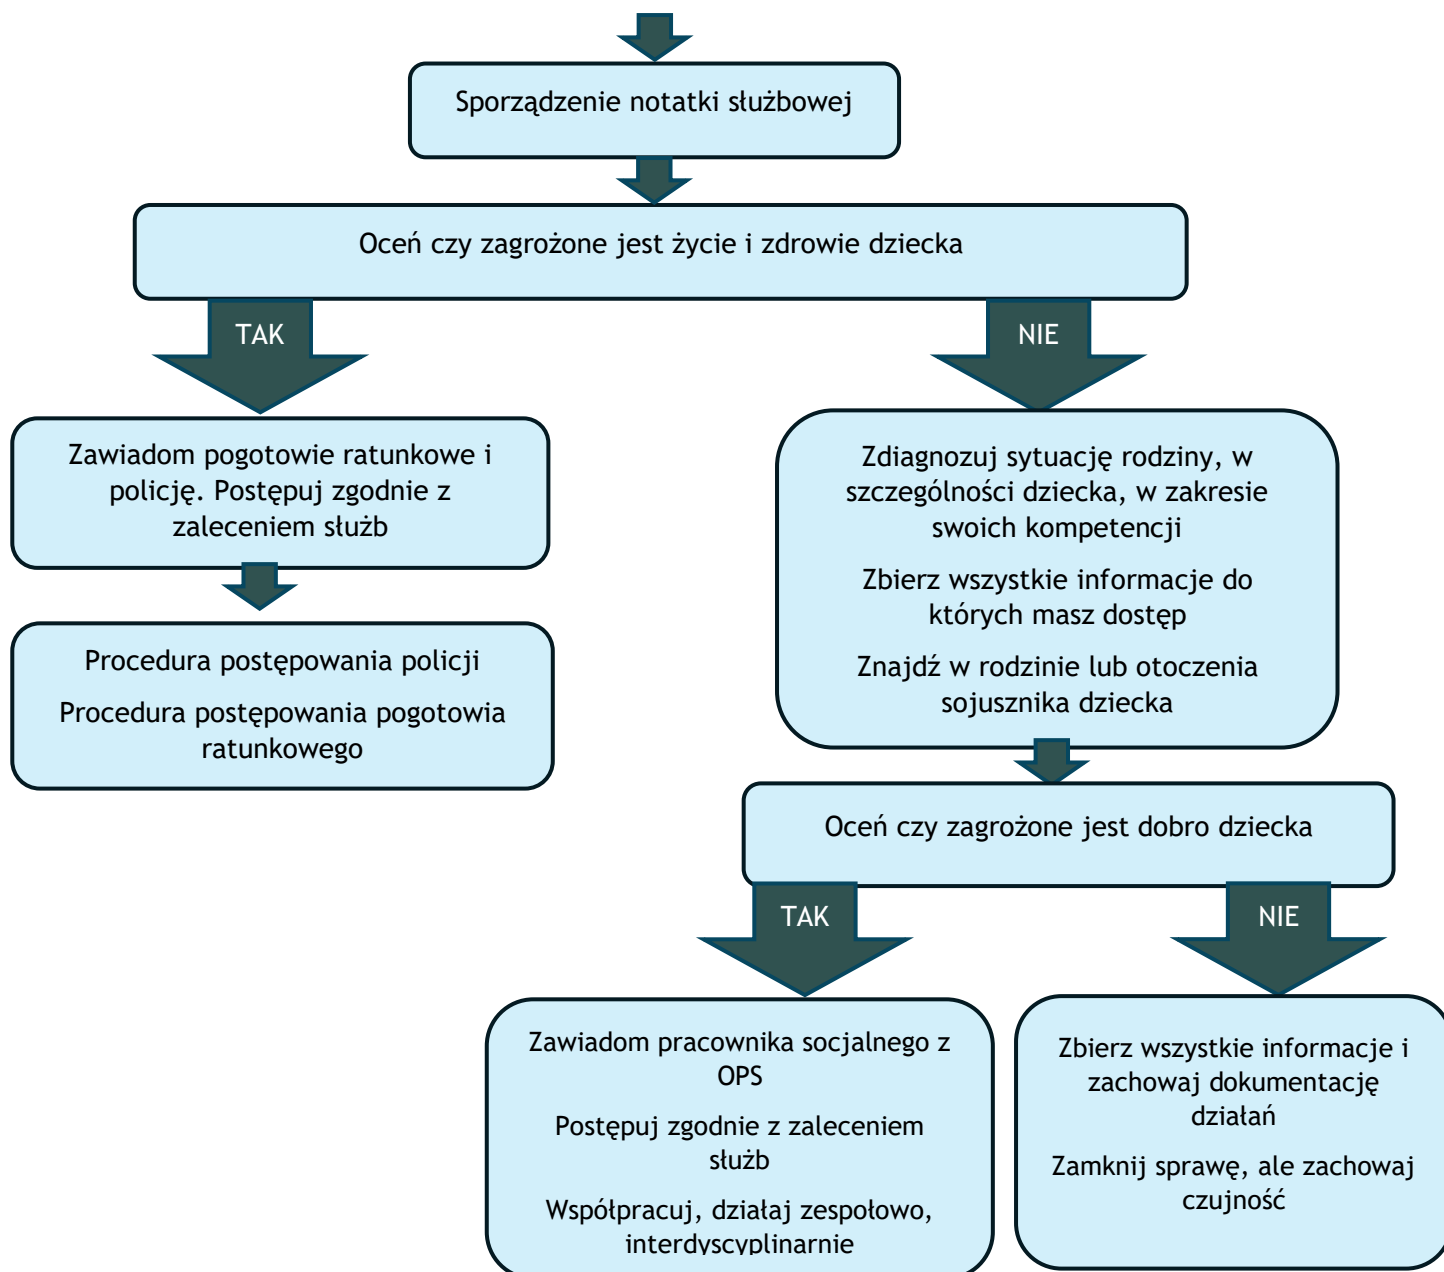 Sporządzenie notatki służbowej
Oceń czy zagrożone jest życie i zdrowie dziecka
TAK
NIE
Zawiadom pogotowie ratunkowe i
policję. Postępuj zgodnie z
zaleceniem służb
Procedura postępowania policji
Procedura postępowania pogotowia
ratunkowego
Zdiagnozuj sytuację rodziny, w
szczególności dziecka, w zakresie
swoich kompetencji
Zbierz wszystkie informacje do
których masz dostęp
Znajdź w rodzinie lub otoczenia
sojusznika dziecka
Oceń czy zagrożone jest dobro dziecka
TAK
NIE
Zawiadom pracownika socjalnego z
OPS
Postępuj zgodnie z zaleceniem
służb
Współpracuj, działaj zespołowo,
interdyscyplinarnie
Zbierz wszystkie informacje i
zachowaj dokumentację
działań
Zamknij sprawę, ale zachowaj
czujność